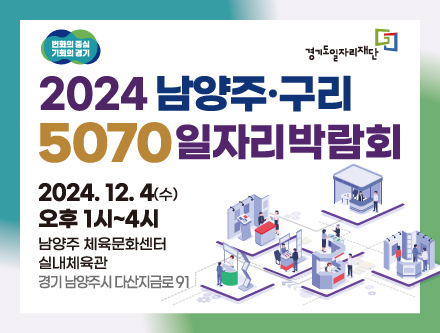 변화의 중심
기회의 경기
경기도일자리재단
2024 남양주·구리
5070 일자리박람회
2024. 12. 4(수)
오후 1시~4시
남양주 체육문화센터
실내체육관
경기 남양주시 다산지금로 91